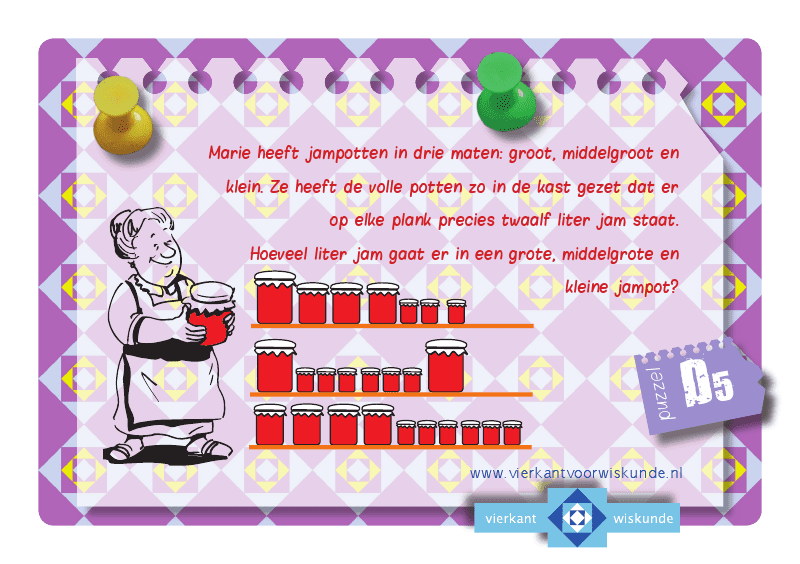 Marie heeft jampotten in drie maten: groot, middelgroot en
klein. Ze heeft de volle potten zo in de kast gezet dat er
op elke plank precies twaalf liter jam staat.
Hoeveel liter jam gaat er in een grote, middelgrote en
kleine jampot?
puzzel D5
www.vierkantvoorwiskunde.nl
vierkant wiskunde